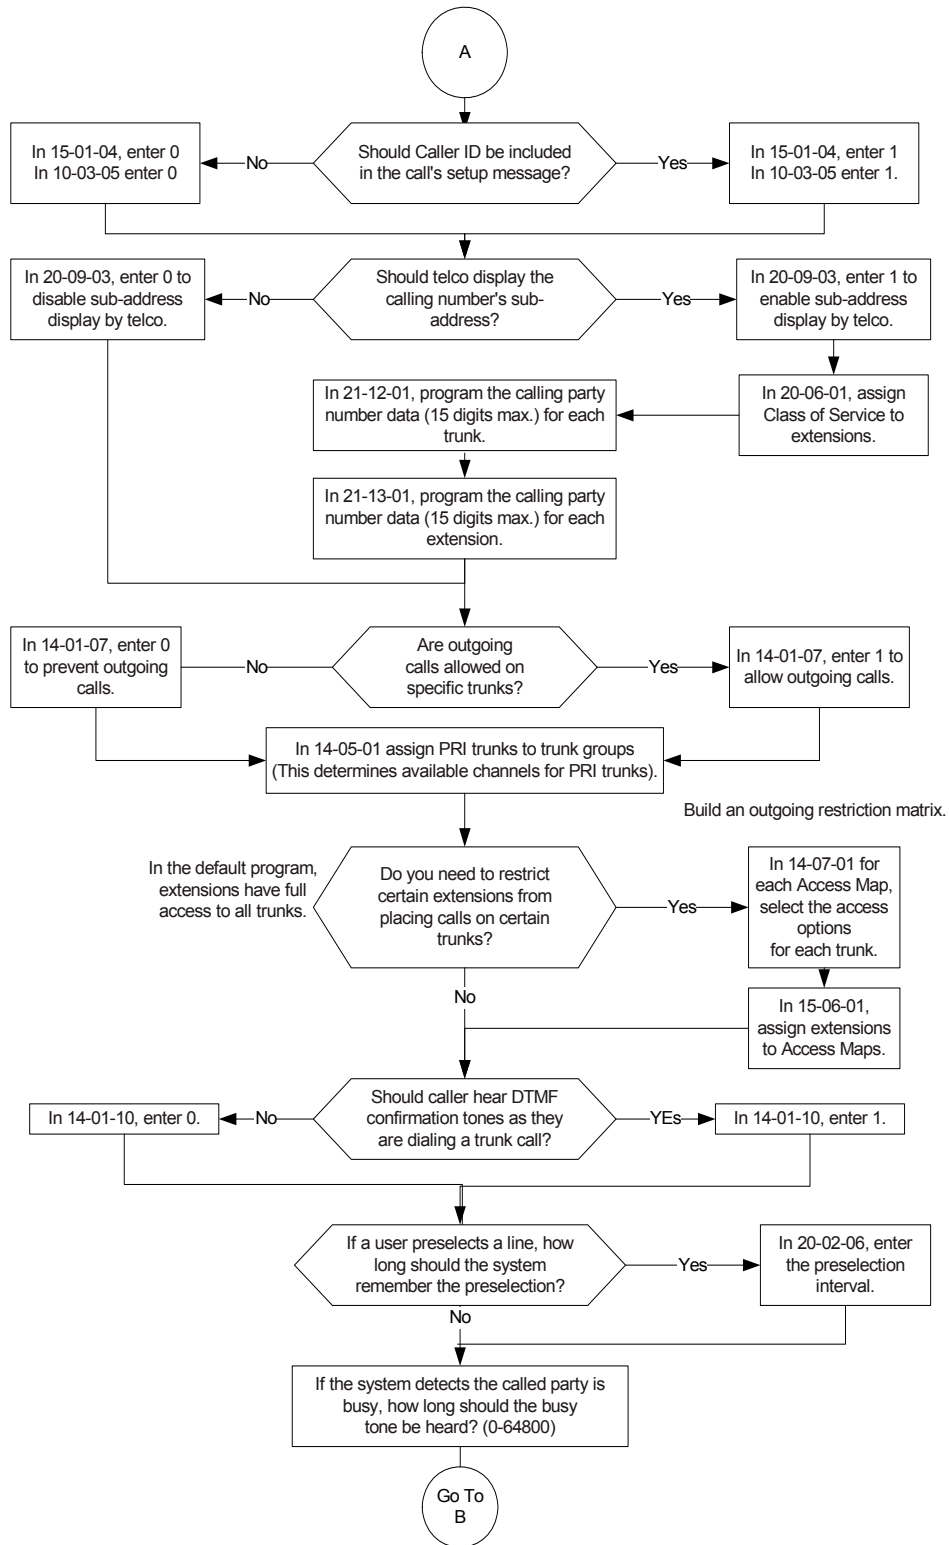 A
Should Caller ID be included
in the call's setup message?
No
In 15-01-04, enter 0
In 10-03-05 enter 0
Yes
In 15-01-04, enter 1
In 10-03-05 enter 1.
Should telco display the
calling number's sub-
address?
No
In 20-09-03, enter 0 to
disable sub-address
display by telco.
Yes
In 20-09-03, enter 1 to
enable sub-address
display by telco.
In 20-06-01, assign
Class of Service to
extensions.
In 21-12-01, program the calling party
number data (15 digits max.) for each
trunk.
In 21-13-01, program the calling party
number data (15 digits max.) for each
extension.
Are outgoing
calls allowed on
specific trunks?
No
In 14-01-07, enter 0
to prevent outgoing
calls.
Yes
In 14-01-07, enter 1 to
allow outgoing calls.
In 14-05-01 assign PRI trunks to trunk groups
(This determines available channels for PRI trunks).
Build an outgoing restriction matrix.
In the default program,
extensions have full
access to all trunks.
Do you need to restrict
certain extensions from
placing calls on certain
trunks?
Yes
In 14-07-01 for
each Access Map,
select the access
options
for each trunk.
No
In 15-06-01,
assign extensions
to Access Maps.
Should caller hear DTMF
confirmation tones as they
are dialing a trunk call?
No
In 14-01-10, enter 0.
YEs
In 14-01-10, enter 1.
If a user preselects a line, how
long should the system
remember the preselection?
Yes
In 20-02-06, enter
the preselection
interval.
No
If the system detects the called party is
busy, how long should the busy
tone be heard? (0-64800)
Go To
B